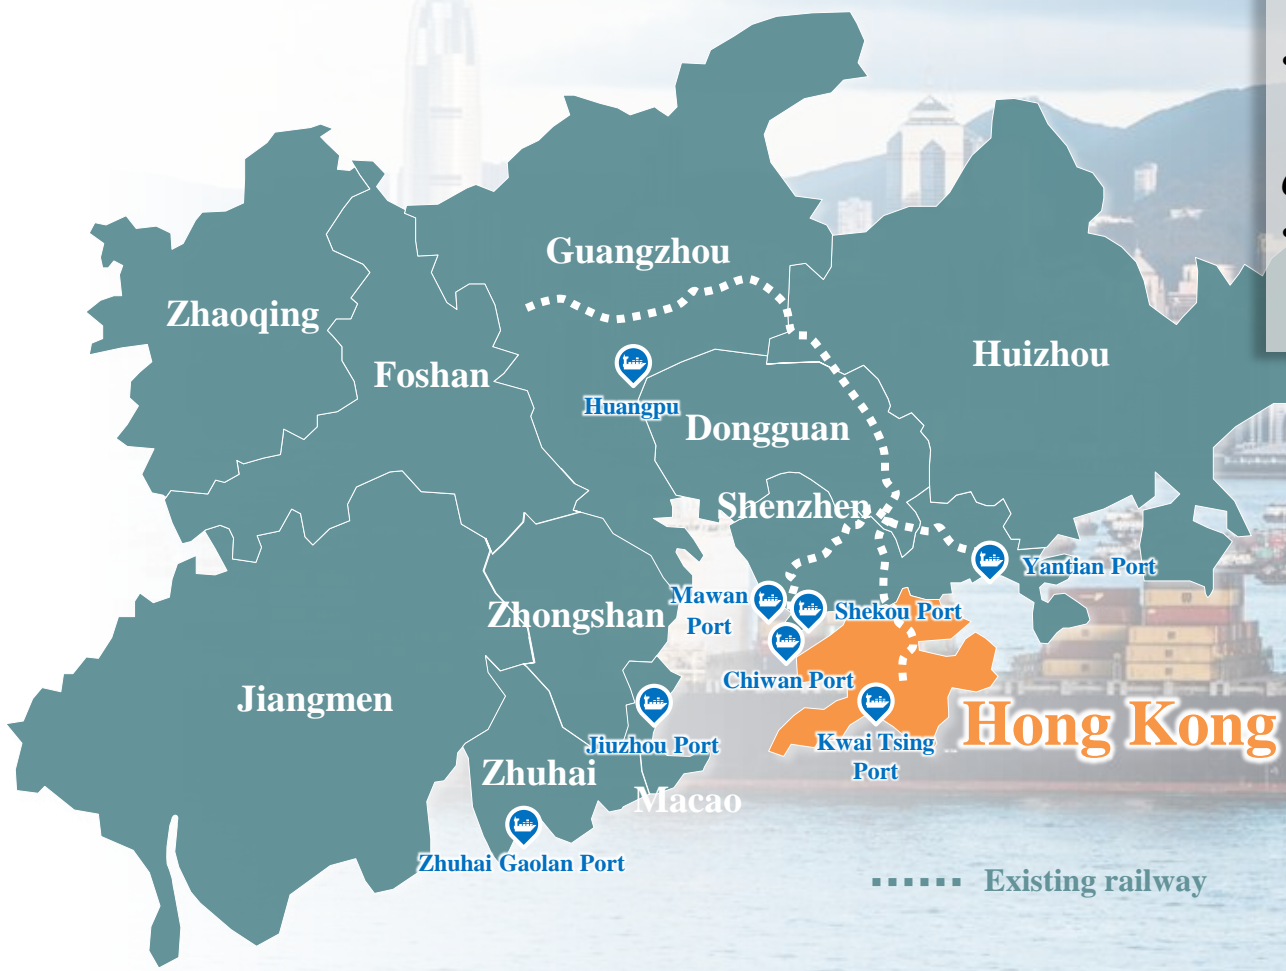 Guangzhou
Zhaoqing
Huizhou
Foshan
Huangpu
Dongguan
Shenzhen
Yantian Port
Mawan
Port
Shekou Port
Zhongshan
Chiwan Port
Jiangmen
Hong Kong
Jiuzhou Port
Kwai Tsing
Port
Zhuhai
Macao
Zhuhai Gaolan Port
Existing railway